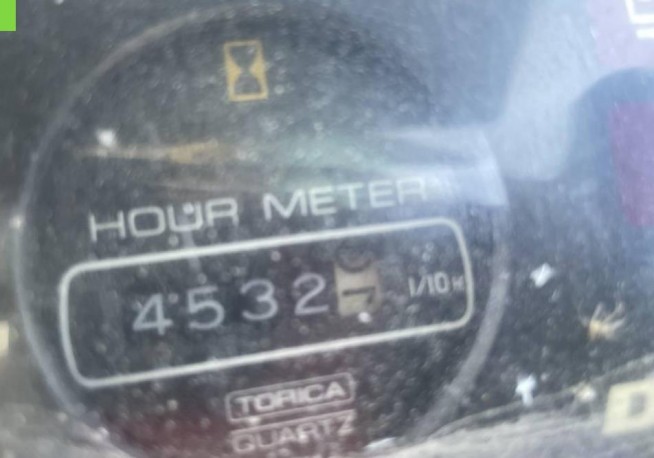 HOUR METER
4532 1/10
TORICA
QUARTZ